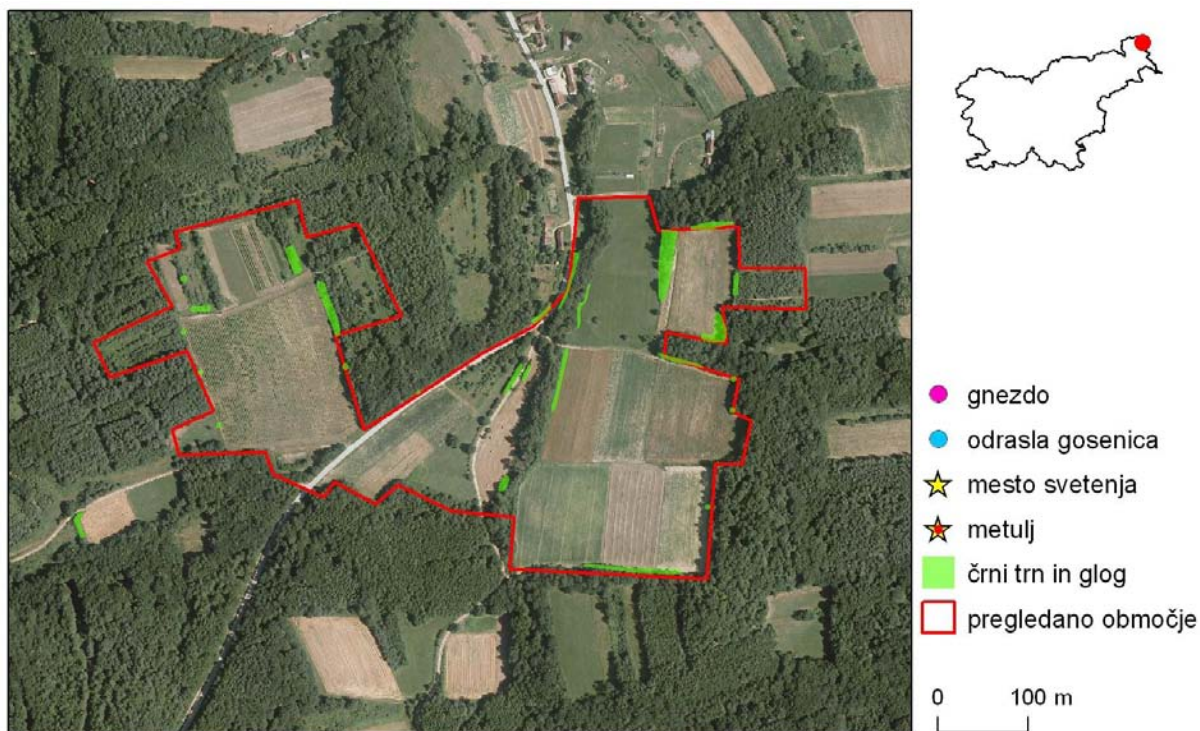 gnezdo
odrasla gosenica
mesto svetenja
metulj
črni trn in glog
pregledano območje
0 100 m